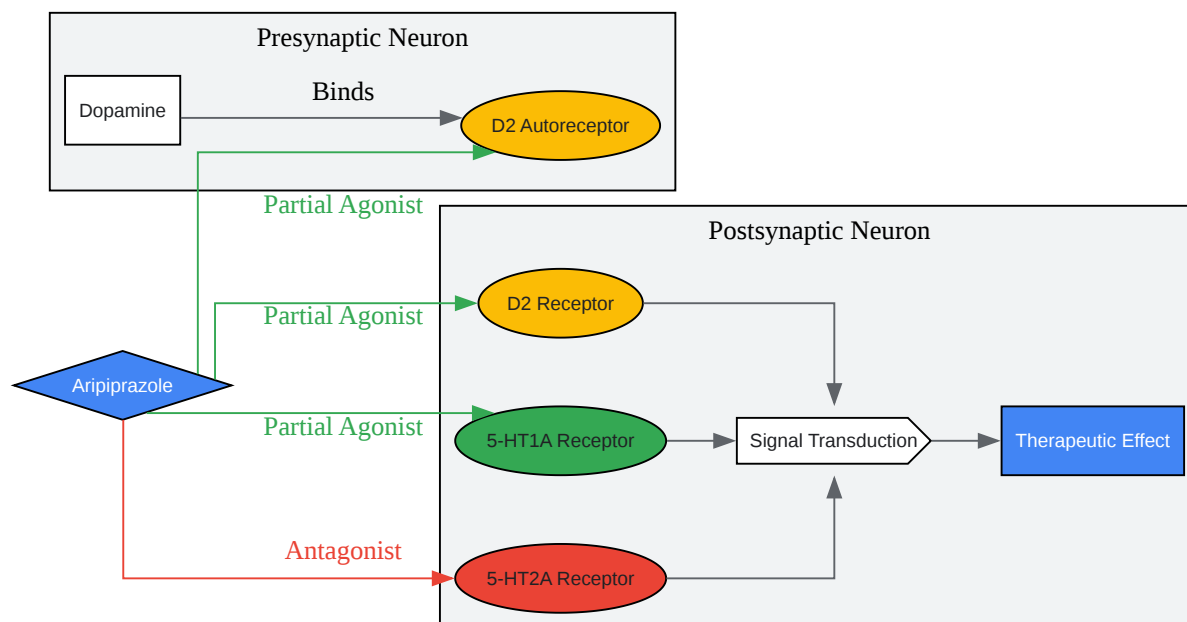 Presynaptic Neuron
Dopamine
Binds
D2 Autoreceptor
Partial Agonist
Postsynaptic Neuron
D2 Receptor
Partial Agonist
Aripiprazole
Partial Agonist
5-HT1A Receptor
Signal Transduction
Therapeutic Effect
Antagonist
5-HT2A Receptor